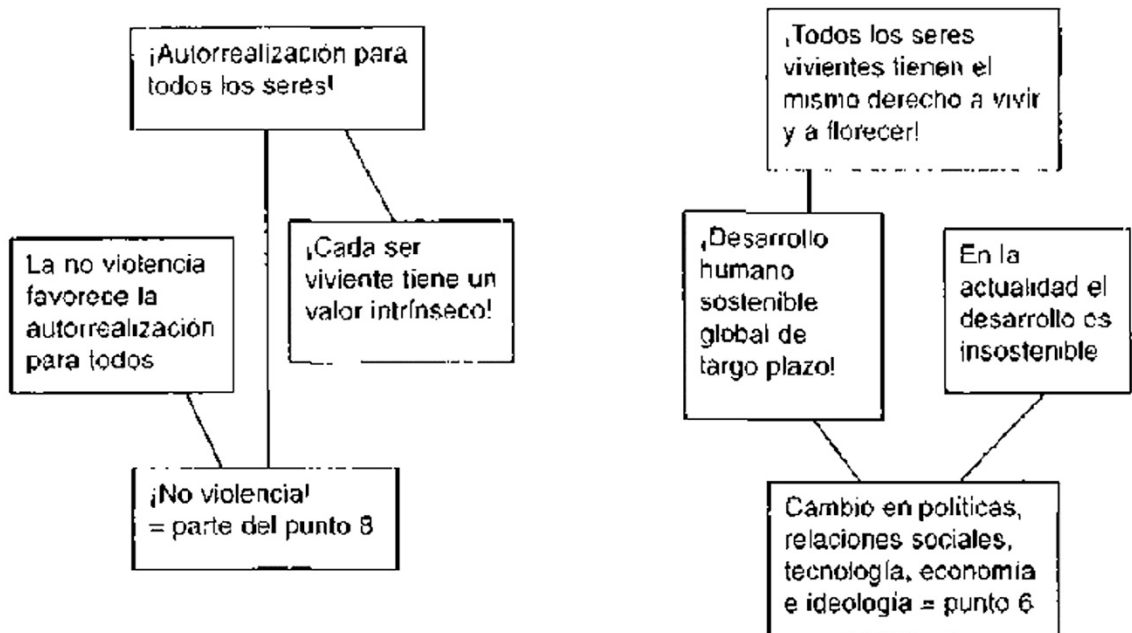 ¡Autorrealización para
todos los seres!
La no violencia
favorece la
autorrealización
para todos
¡Cada ser
viviente tiene un
valor intrínseco!
¡No violencia!
= parte del punto 8
¡Todos los seres
vivientes tienen el
mismo derecho a vivir
y a florecer!
¡Desarrollo
humano
sostenible
global de
targo plazo!
En la
actualidad el
desarrollo es
insostenible
Cambio en políticas,
relaciones sociales,
tecnología, economía
e ideología = punto 6